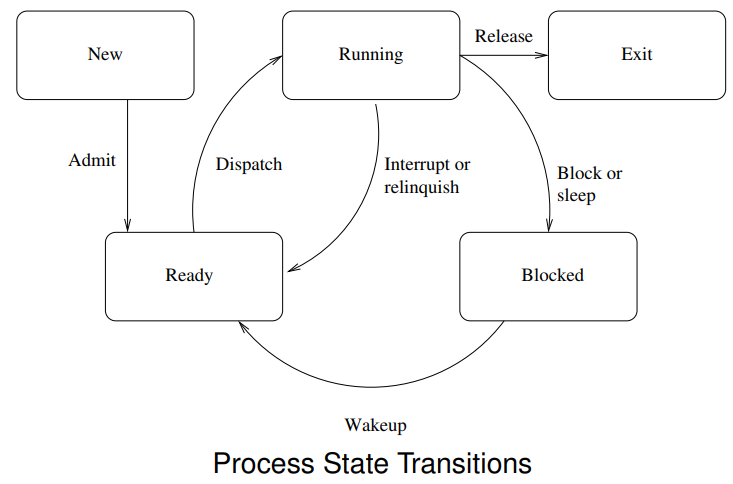 New
Running
Release
Exit
Admit
Dispatch
Interrupt or
relinquish
Block or
sleep
Ready
Blocked
Wakeup
Process State Transitions